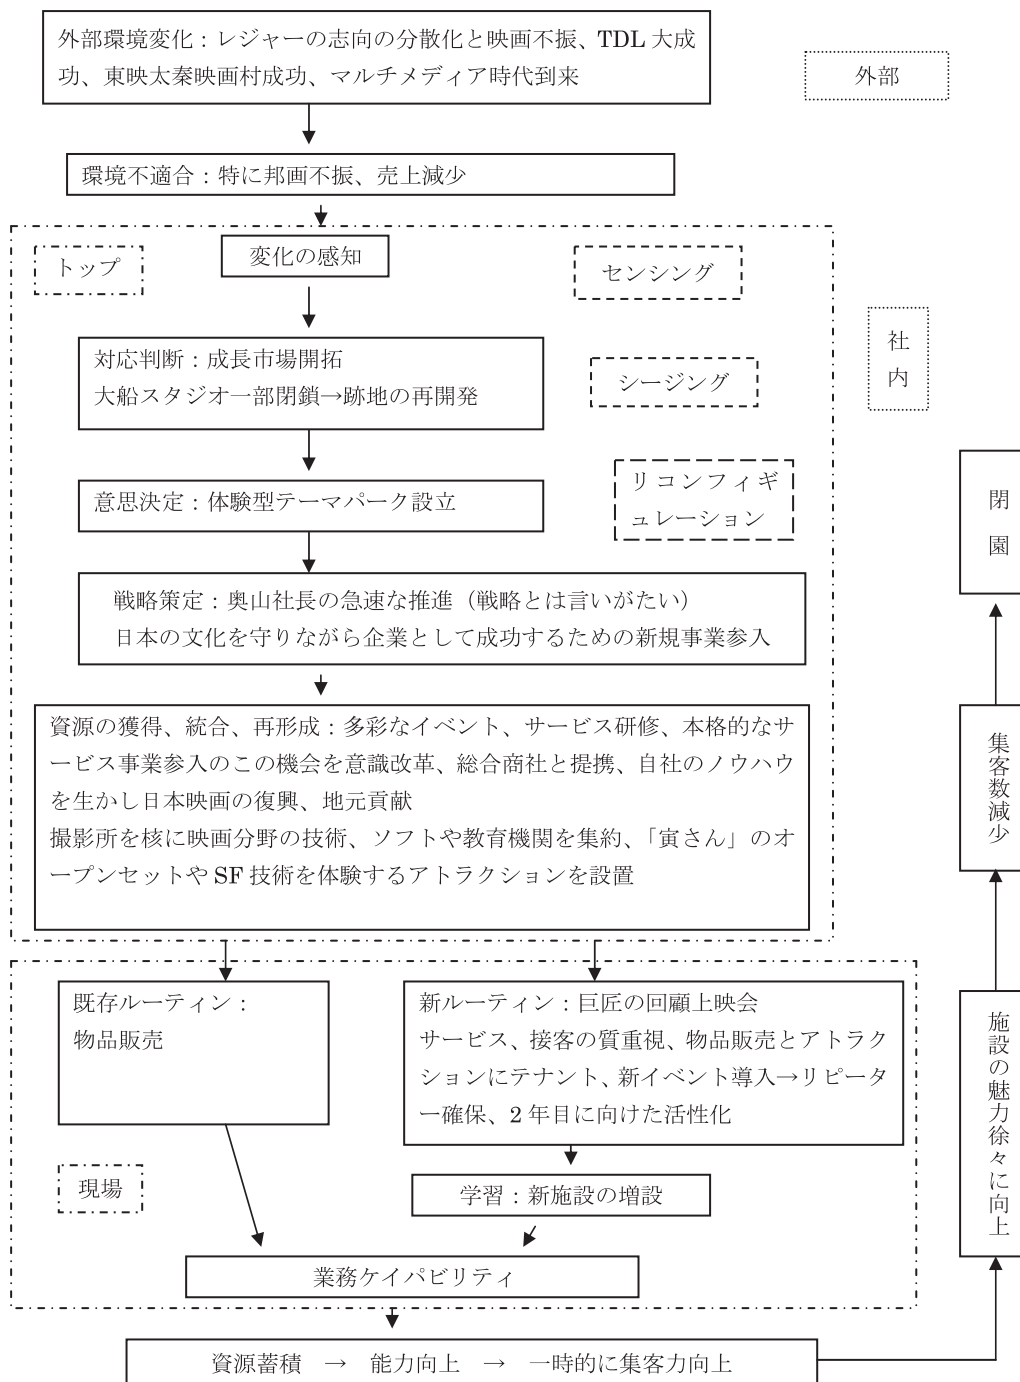 外部環境変化：レジャーの志向の分散化と映画不振、TDL 大成
功、東映太秦映画村成功、マルチメディア時代到来
外部
環境不適合：特に邦画不振、売上減少
トップ
変化の感知
センシング
社
内
対応判断：成長市場開拓
大船スタジオ一部閉鎖→跡地の再開発
シージング
意思決定：体験型テーマパーク設立
リコンフィギ
ュレーション
戦略策定：奥山社長の急速な推進（戦略とは言いがたい）
日本の文化を守りながら企業として成功するための新規事業参入
資源の獲得、統合、再形成：多彩なイベント、サービス研修、本格的なサ
ービス事業参入のこの機会を意識改革、総合商社と提携、自社のノウハウ
を生かし日本映画の復興、地元貢献
撮影所を核に映画分野の技術、ソフトや教育機関を集約、「寅さん」のオ
ープンセットや SF 技術を体験するアトラクションを設置
既存ルーティン：
物品販売
新ルーティン：巨匠の回顧上映会
サービス、接客の質重視、物品販売とアトラク
ションにテナント、新イベント導入→リピータ
ー確保、2 年目に向けた活性化
現場
学習：新施設の増設
業務ケイパビリティ
資源蓄積　→　能力向上　→　一時的に集客力向上
施設の魅力徐々に向上
集客数減少
閉
園